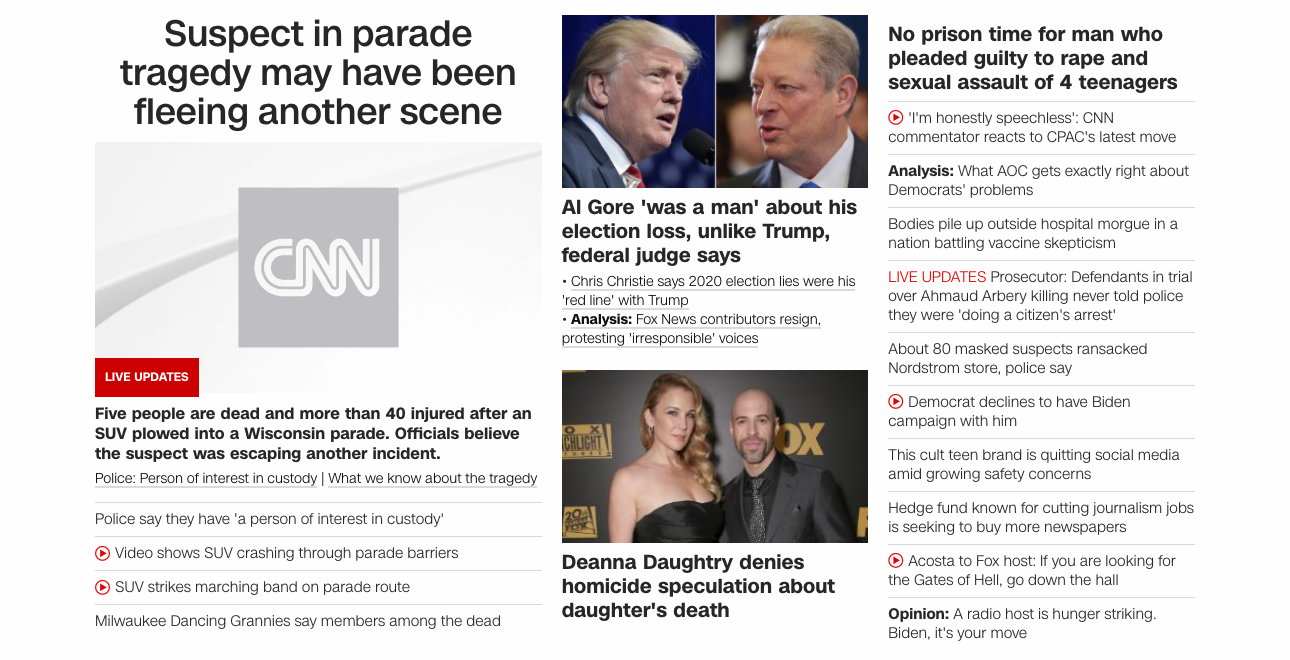 Suspect in parade
tragedy may have been
fleeing another scene
CNN
LIVE UPDATES
Five people are dead and more than 40 injured after an
SUV plowed into a Wisconsin parade. Officials believe
the suspect was escaping another incident.
Police: Person of interest in custody | What we know about the tragedy
Police say they have 'a person of interest in custody'
Video shows SUV crashing through parade barriers
SUV strikes marching band on parade route
Milwaukee Dancing Grannies say members among the dead
Al Gore 'was a man' about his
election loss, unlike Trump,
federal judge says
• Chris Christie says 2020 election lies were his
'red line' with Trump
• Analysis: Fox News contributors resign,
protesting 'irresponsible' voices
FOX
OX
20
FOX
F
Deanna Daughtry denies
homicide speculation about
daughter's death
No prison time for man who
pleaded guilty to rape and
sexual assault of 4 teenagers
'I'm honestly speechless': CNN
commentator reacts to CPAC's latest move
Analysis: What AOC gets exactly right about
Democrats' problems
Bodies pile up outside hospital morgue in a
nation battling vaccine skepticism
LIVE UPDATES Prosecutor: Defendants in trial
over Ahmaud Arbery killing never told police
they were 'doing a citizen's arrest'
About 80 masked suspects ransacked
Nordstrom store, police say
Democrat declines to have Biden
campaign with him
This cult teen brand is quitting social media
amid growing safety concerns
Hedge fund known for cutting journalism jobs
is seeking to buy more newspapers
Acosta to Fox host: If you are looking for
the Gates of Hell, go down the hall
Opinion: A radio host is hunger striking.
Biden, it's your move